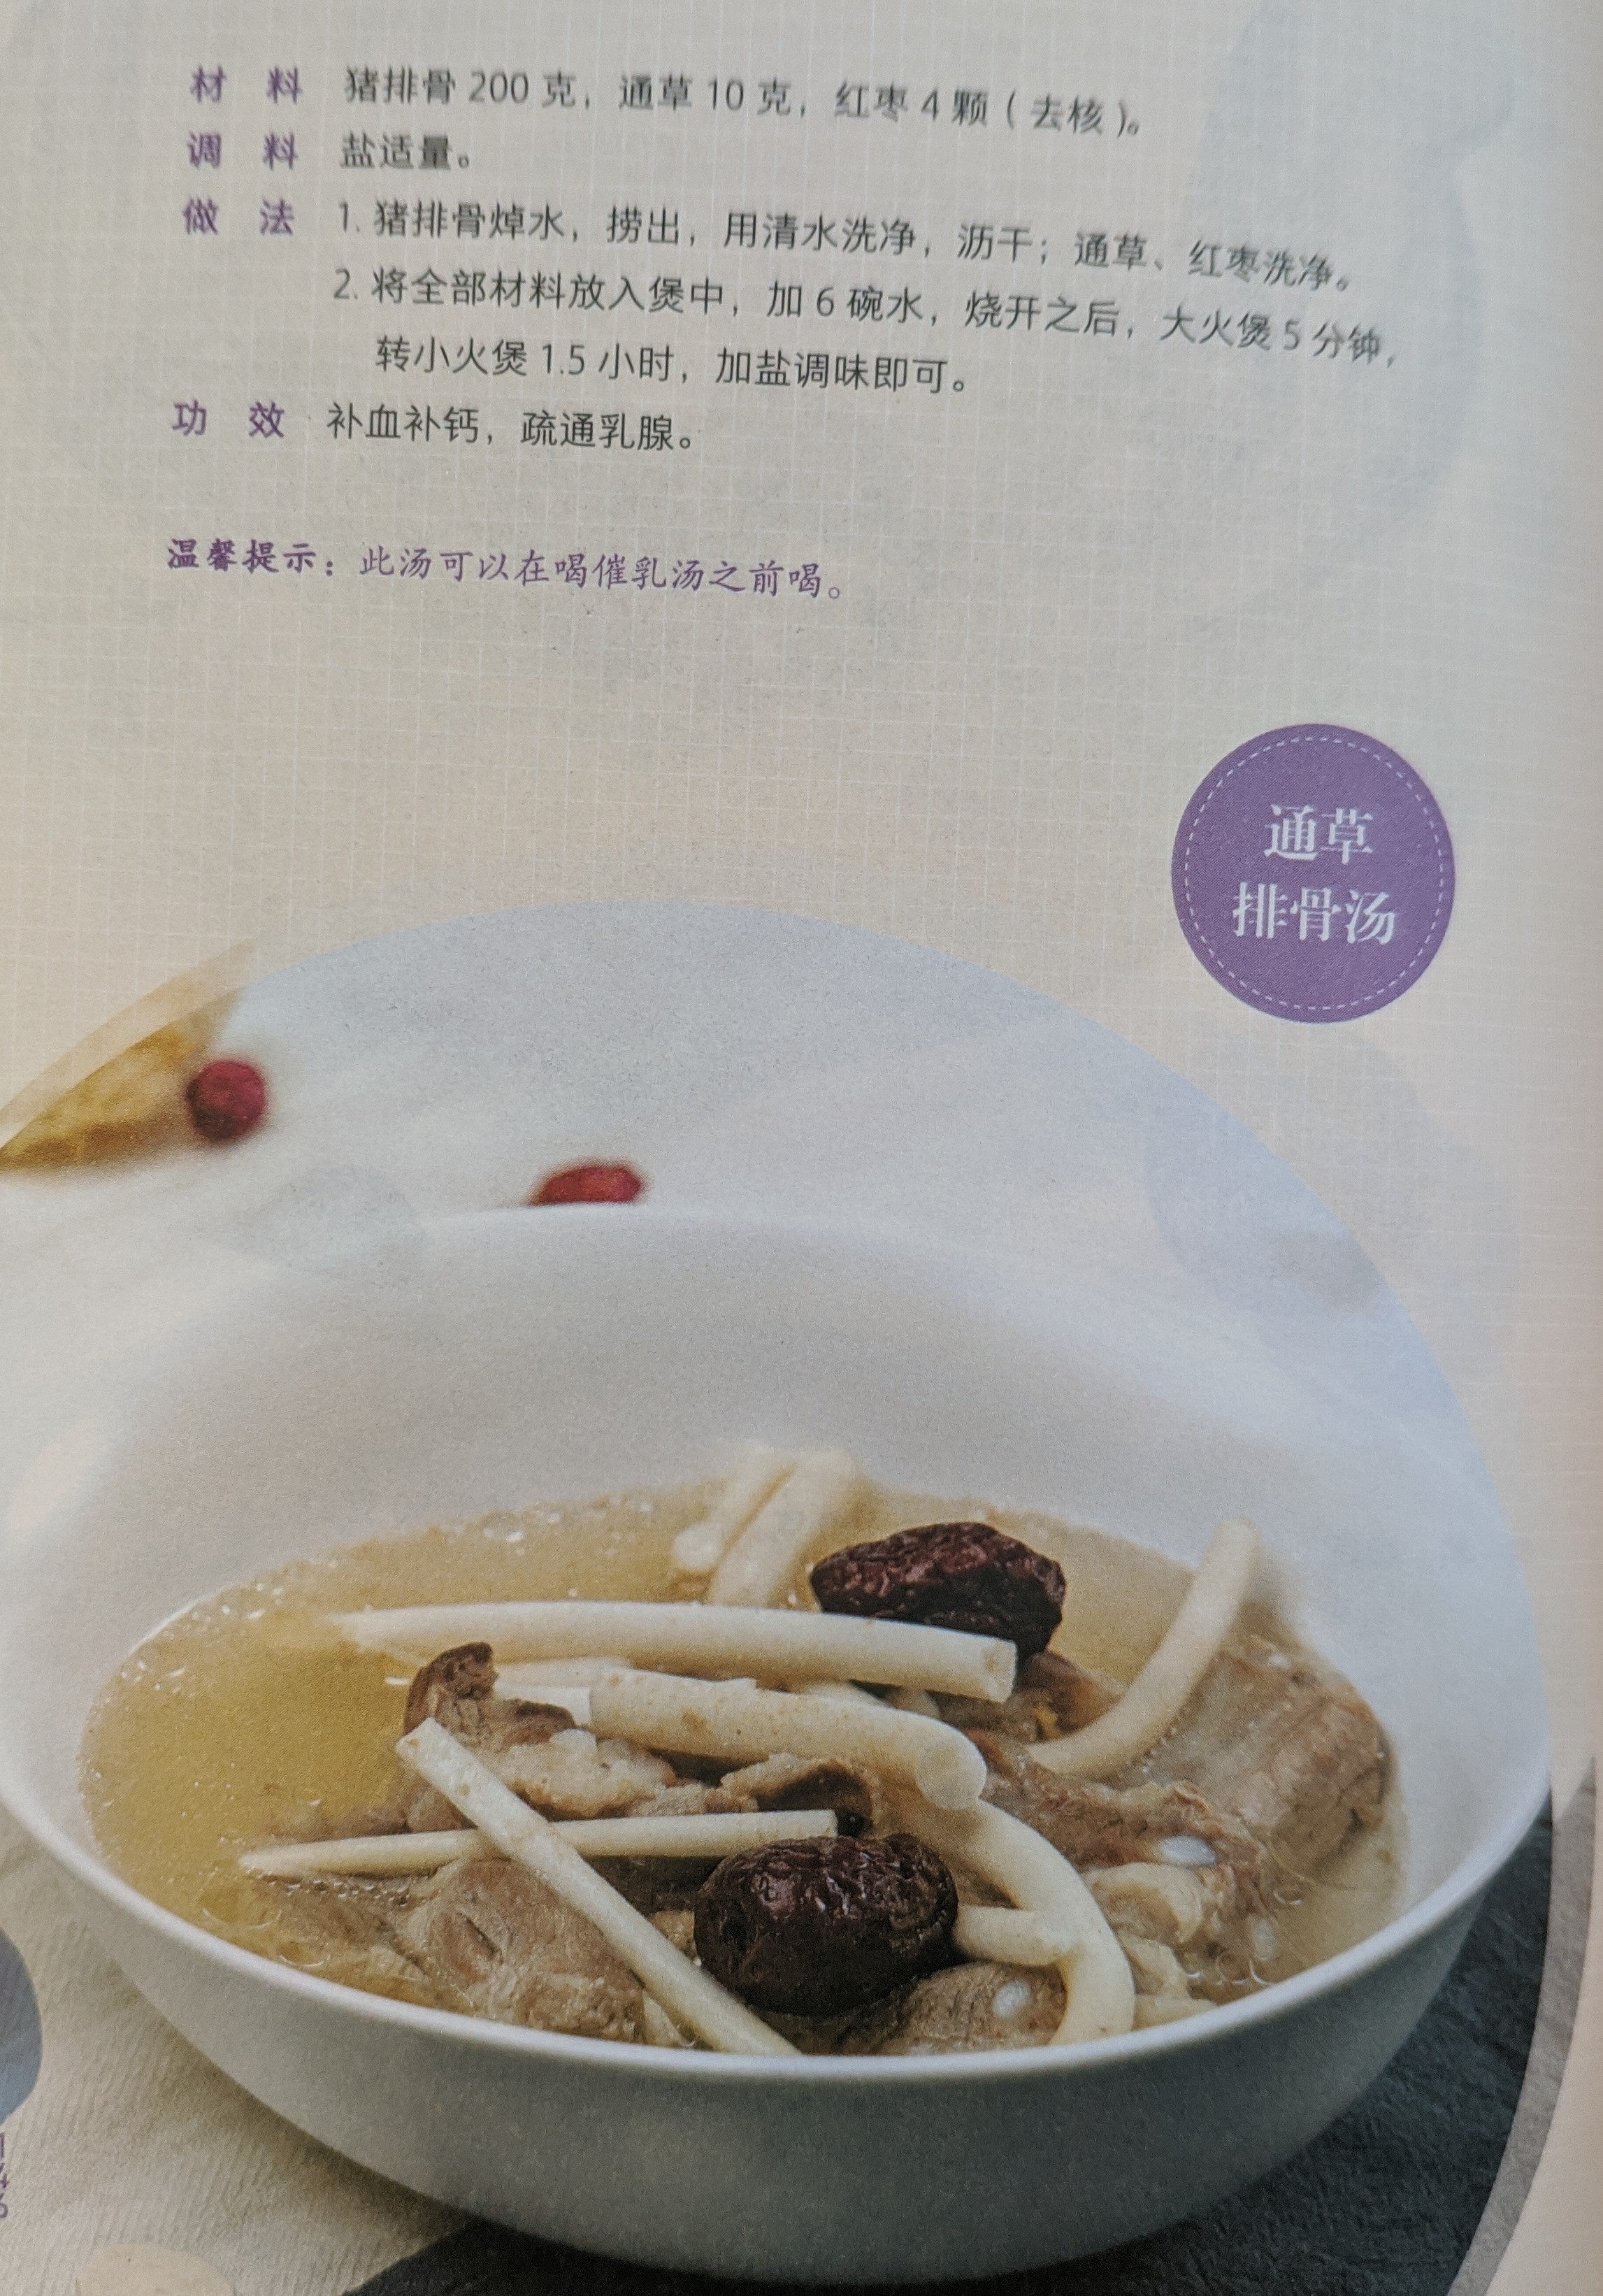 材 料 猪排骨 200 克，通草 10 克，红枣 4 颗（去核）。
调 料 盐适量。
做 法 1. 猪排骨焯水，捞出，用清水洗净，沥干；通草、红枣洗净。
2. 将全部材料放入煲中，加 6 碗水，烧开之后，大火煲 5 分钟，
转小火煲 1.5 小时，加盐调味即可。
功 效 补血补钙，疏通乳腺。
温馨提示：此汤可以在喝催乳汤之前喝。
通草
排骨汤